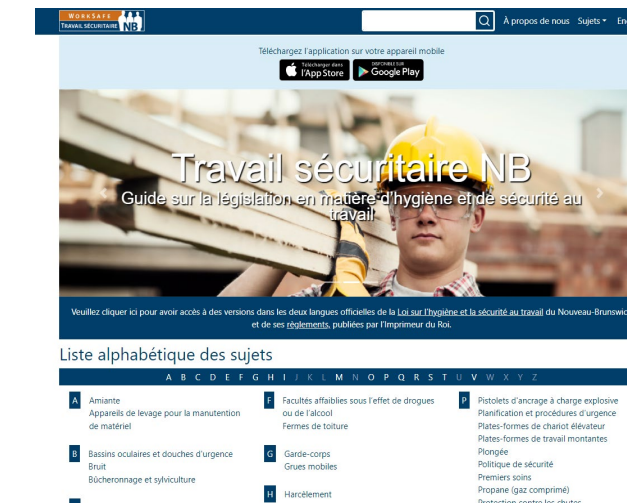 WORKSAFE
TRAVAIL SÉCURITAIRE NB
À propos de nous Sujets
Téléchargez l'application sur votre appareil mobile
Télécharger dans l'App Store
DISPONIBLE SUR Google Play
Travail sécuritaire NB
Guide sur la législation en matière d'hygiène et de sécurité au
travail
Veuillez cliquer ici pour avoir accès à des versions dans les deux langues officielles de la Loi sur l'hygiène et la sécurité au travail du Nouveau-Brunswic
et de ses règlements, publiées par l'Imprimeur du Roi.
Liste alphabétique des sujets
A B C D E F G H I J K L M N O P Q R S T U V W X Y Z
A Amiante
Appareils de levage pour la manutention
de matériel
B Bassins oculaires et douches d'urgence
Bruit
Bûcheronnage et sylviculture
F Facultés affaiblies sous l'effet de drogues
ou de l'alcool
Fermes de toiture
G Garde-corps
Grues mobiles
H Harcèlement
P Pistolets d'ancrage à charge explosive
Planification et procédures d'urgence
Plates-formes de chariot élévateur
Plates-formes de travail montantes
Plongée
Politique de sécurité
Premiers soins
Propane (gaz comprimé)
Protection contre les chutes